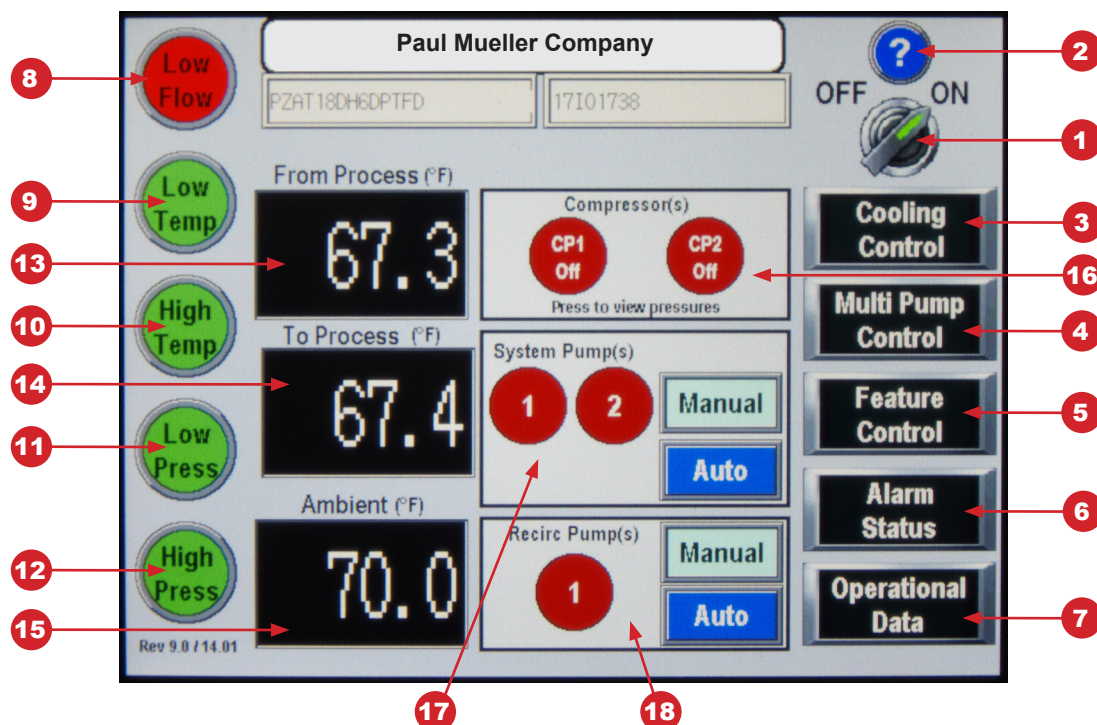 Paul Mueller Company
PZAT18DH6DPTFD
17I01738
OFF ON
Low
Flow
Low
Temp
High
Temp
Low
Press
High
Press
Rev 9.0 / 14.01
From Process (°F)
67.3
To Process (°F)
67.4
Ambient (°F)
70.0
Compressor(s)
CP1
Off
CP2
Off
Press to view pressures
System Pump(s)
1
2
Manual
Auto
Recirc Pump(s)
1
Manual
Auto
?
Cooling
Control
Multi Pump
Control
Feature
Control
Alarm
Status
Operational
Data
8
9
13
10
14
11
12
15
2
1
3
16
4
5
6
7
17
18